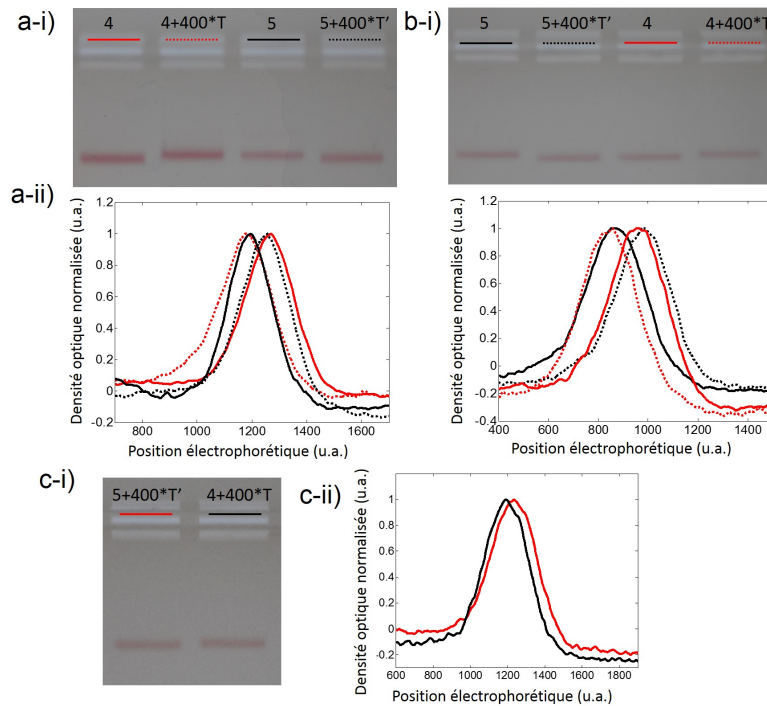 a-i)
4 4+400*T 5 5+400*T'
b-i)
5 5+400*T' 4 4+400*T
a-ii)
Densité optique normalisée (u.a.)
1.2
1
0.8
0.6
0.4
0.2
0
-0.2
800 1000 1200 1400 1600
Position électrophorétique (u.a.)
Densité optique normalisée (u.a.)
1.2
1
0.8
0.6
0.4
0.2
0
-0.2
-0.4
400 600 800 1000 1200 1400
Position électrophorétique (u.a.)
c-i)
5+400*T' 4+400*T
c-ii)
Densité optique normalisée (u.a.)
1
0.8
0.6
0.4
0.2
0
-0.2
600 800 1000 1200 1400 1600 1800
Position électrophorétique (u.a.)